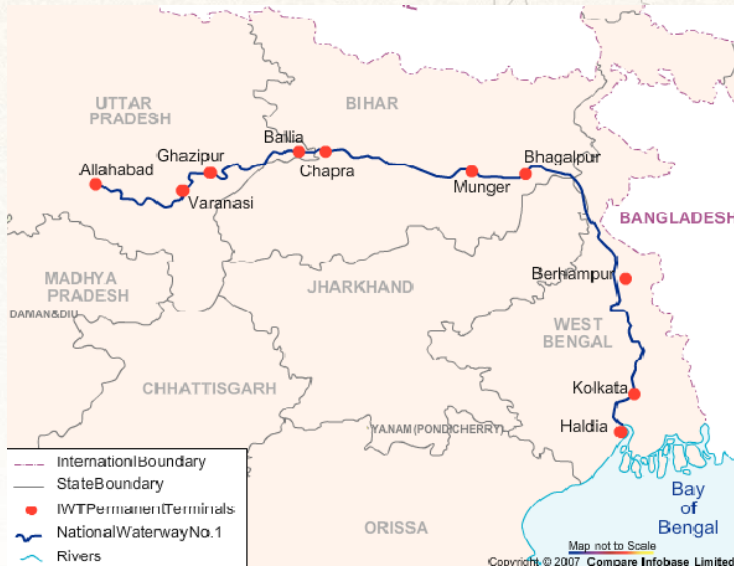 UTTAR
PRADESH
BIHAR
Ballia
Ghazipur
Chapra
Bhagalpur
Allahabad
Munger
Varanasi
BANGLADESH
Berhampur
MADHYA
PRADESH
JHARKHAND
DAMAN&DIU
WEST
BENGAL
CHHATTISGARH
Kolkata
YANAM(PONDICHERRY)
Haldia
InternationlBoundary
StateBoundary
IWTPermanentTerminals
NationalWaterwayNo.1
Rivers
Bay
of
Bengal
ORISSA
Map not to Scale
Copyright © 2007 Compare Infobase Limited